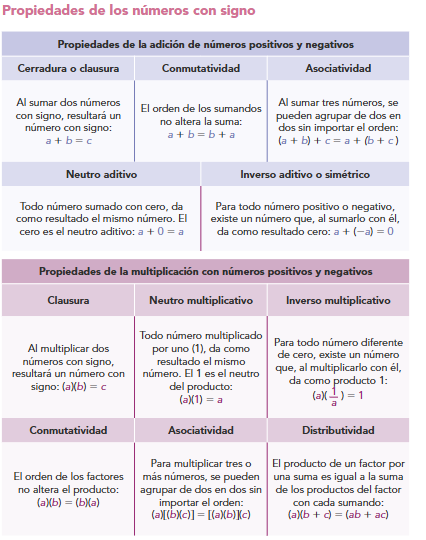 Propiedades de los números con signo
Propiedades de la adición de números positivos y negativos
Cerradura o clausura
Conmutatividad
Asociatividad
Al sumar dos números
con signo, resultará un
número con signo:
a + b = c
El orden de los sumandos
no altera la suma:
a + b = b + a
Al sumar tres números, se
pueden agrupar de dos en
dos sin importar el orden:
(a + b) + c = a + (b + c)
Neutro aditivo
Inverso aditivo o simétrico
Todo número sumado con cero, da
como resultado el mismo número. El
cero es el neutro aditivo: a + 0 = a
Para todo número positivo o negativo,
existe un número que, al sumarlo con él,
da como resultado cero: a + (−a) = 0
Propiedades de la multiplicación con números positivos y negativos
Clausura
Neutro multiplicativo
Inverso multiplicativo
Al multiplicar dos
números con signo,
resultará un número con
signo: (a)(b) = c
Todo número multiplicado
por uno (1), da como
resultado el mismo
número. El 1 es el neutro
del producto:
(a)(1) = a
Para todo número diferente
de cero, existe un número
que, al multiplicarlo con él,
da como producto 1:
(a)(1/a) = 1
Conmutatividad
Asociatividad
Distributividad
El orden de los factores
no altera el producto:
(a)(b) = (b)(a)
Para multiplicar tres o
más números, se pueden
agrupar de dos en dos sin
importar el orden:
(a)[(b)(c)] = [(a)(b)](c)
El producto de un factor por
una suma es igual a la suma
de los productos del factor
con cada sumando:
(a)(b + c) = (ab + ac)